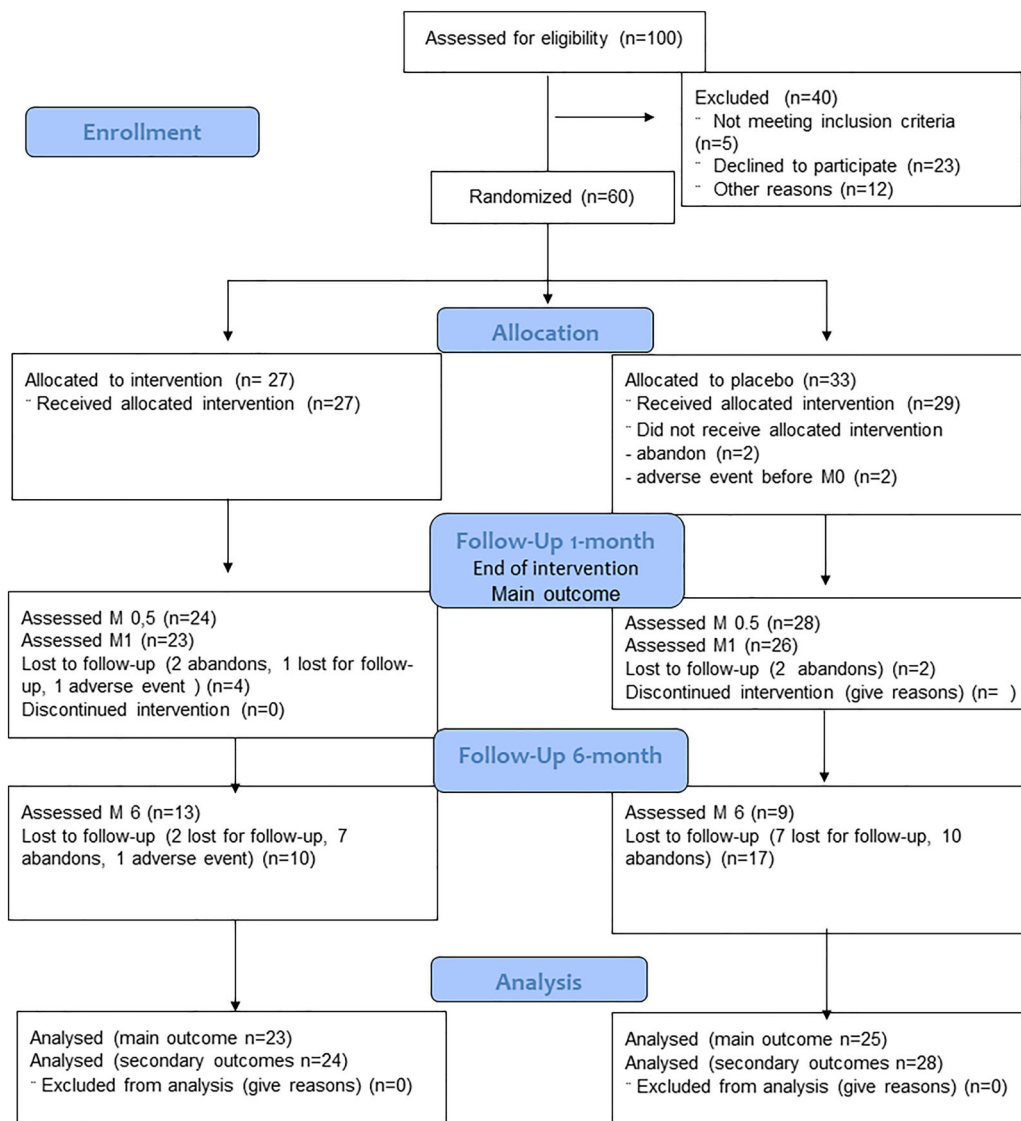 Assessed for eligibility (n=100)
Excluded (n=40)
¨ Not meeting inclusion criteria
(n=5)
¨ Declined to participate (n=23)
¨ Other reasons (n=12)
Enrollment
Randomized (n=60)
Allocation
Allocated to intervention (n= 27)
¨ Received allocated intervention (n=27)
Allocated to placebo (n=33)
¨ Received allocated intervention (n=29)
¨ Did not receive allocated intervention
- abandon (n=2)
- adverse event before M0 (n=2)
Follow-Up 1-month
End of intervention
Main outcome
Assessed M 0,5 (n=24)
Assessed M1 (n=23)
Lost to follow-up (2 abandons, 1 lost for follow-
up, 1 adverse event ) (n=4)
Discontinued intervention (n=0)
Assessed M 0.5 (n=28)
Assessed M1 (n=26)
Lost to follow-up (2 abandons) (n=2)
Discontinued intervention (give reasons) (n= )
Follow-Up 6-month
Assessed M 6 (n=13)
Lost to follow-up (2 lost for follow-up, 7
abandons, 1 adverse event) (n=10)
Assessed M 6 (n=9)
Lost to follow-up (7 lost for follow-up, 10
abandons) (n=17)
Analysis
Analysed (main outcome n=23)
Analysed (secondary outcomes n=24)
¨ Excluded from analysis (give reasons) (n=0)
Analysed (main outcome n=25)
Analysed (secondary outcomes n=28)
¨ Excluded from analysis (give reasons) (n=0)